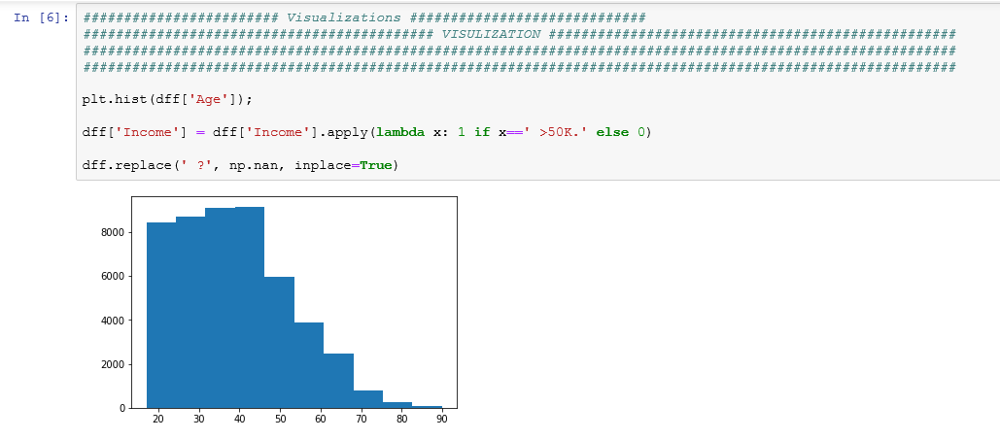 In [6]: ######################## Visualizations #############################
########################################### VISULIZATION ##################################################
###########################################################################################################
###########################################################################################################
plt.hist(dff['Age']);
dff['Income'] = dff['Income'].apply(lambda x: 1 if x==' >50K.' else 0)
dff.replace(' ?', np.nan, inplace=True)
8000
6000
4000
2000
0
20 30 40 50 60 70 80 90